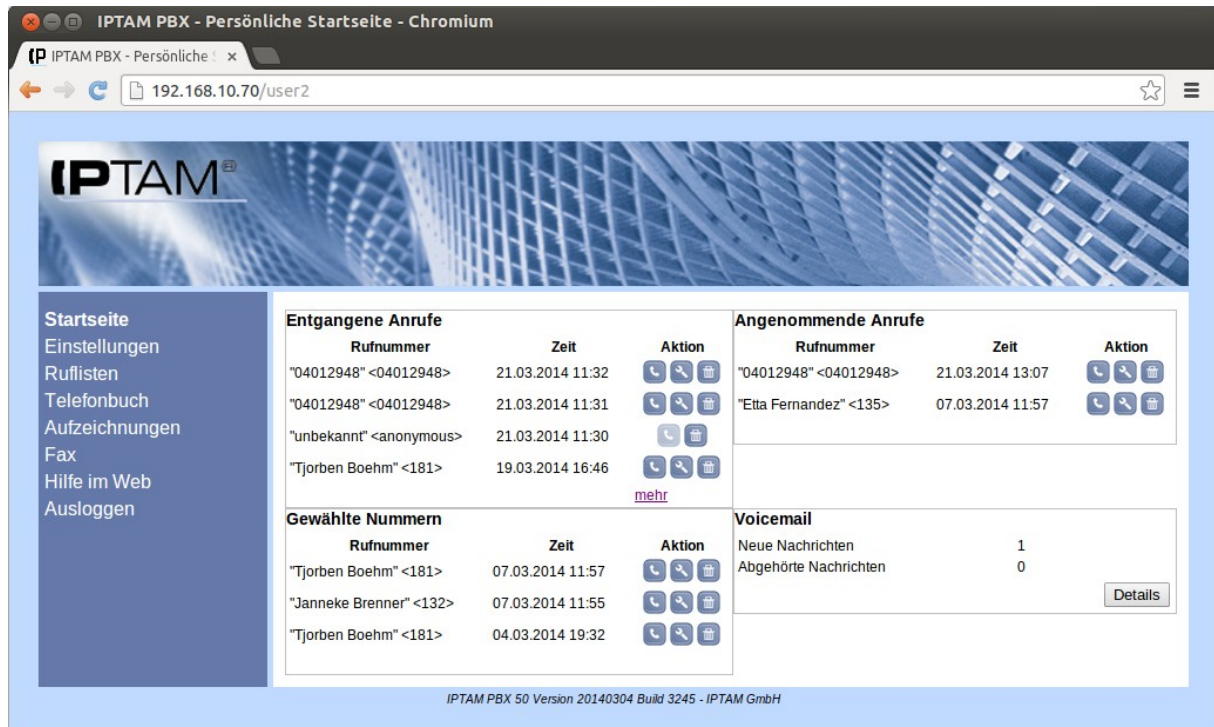 IPTAM PBX - Persönliche Startseite - Chromium
IPTAM PBX - Persönliche S
192.168.10.70/user2
IPTAM®
Startseite
Einstellungen
Ruflisten
Telefonbuch
Aufzeichnungen
Fax
Hilfe im Web
Ausloggen
Entgangene Anrufe
Rufnummer Zeit Aktion
"04012948" <04012948> 21.03.2014 11:32
"04012948" <04012948> 21.03.2014 11:31
"unbekannt" <anonymous> 21.03.2014 11:30
"Tjorben Boehm" <181> 19.03.2014 16:46
mehr
Angenommende Anrufe
Rufnummer Zeit Aktion
"04012948" <04012948> 21.03.2014 13:07
"Etta Fernandez" <135> 07.03.2014 11:57
Gewählte Nummern
Rufnummer Zeit Aktion
"Tjorben Boehm" <181> 07.03.2014 11:57
"Janneke Brenner" <132> 07.03.2014 11:55
"Tjorben Boehm" <181> 04.03.2014 19:32
Voicemail
Neue Nachrichten 1
Abgehörte Nachrichten 0
Details
IPTAM PBX 50 Version 20140304 Build 3245 - IPTAM GmbH